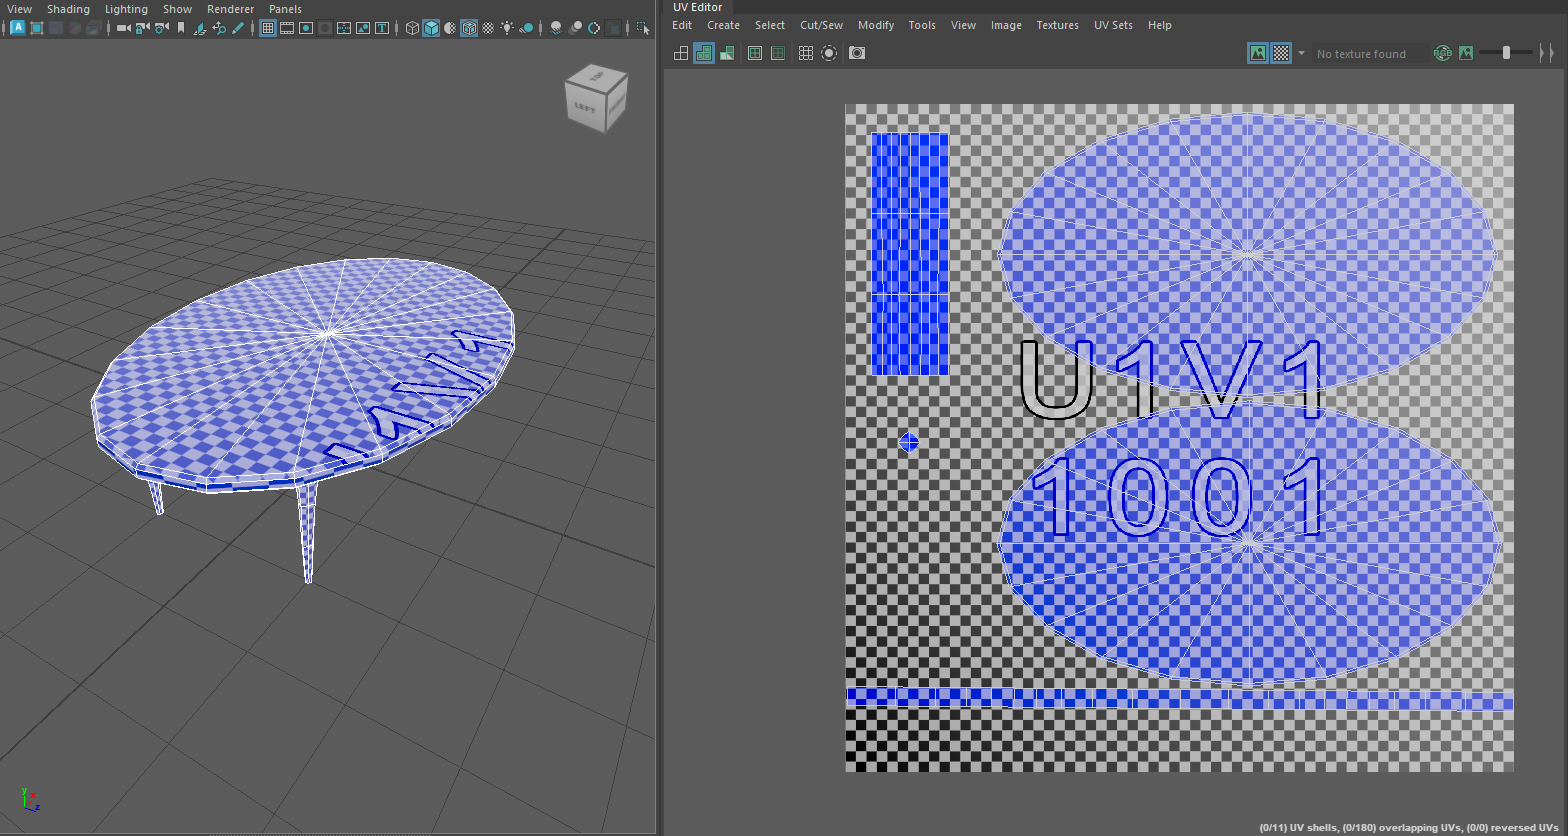 UV Editor
View Shading Lighting Show Renderer Panels
Edit Create Select Cut/Sew Modify Tools View Image Textures UV Sets Help
No texture found
RGB
TOP
LEFT
U1V1
1001
y
x
z
(0/11) UV shells, (0/180) overlapping UVs, (0/0) reversed UVs